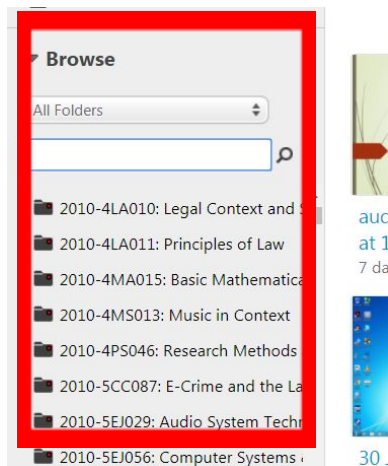 Browse
All Folders
2010-4LA010: Legal Context and
2010-4LA011: Principles of Law
2010-4MA015: Basic Mathematica
2010-4MS013: Music in Context
2010-4PS046: Research Methods
2010-5CC087: E-Crime and the La
2010-5EJ029: Audio System Techn
2010-5EJ056: Computer Systems
aud
at 1
7 da
30